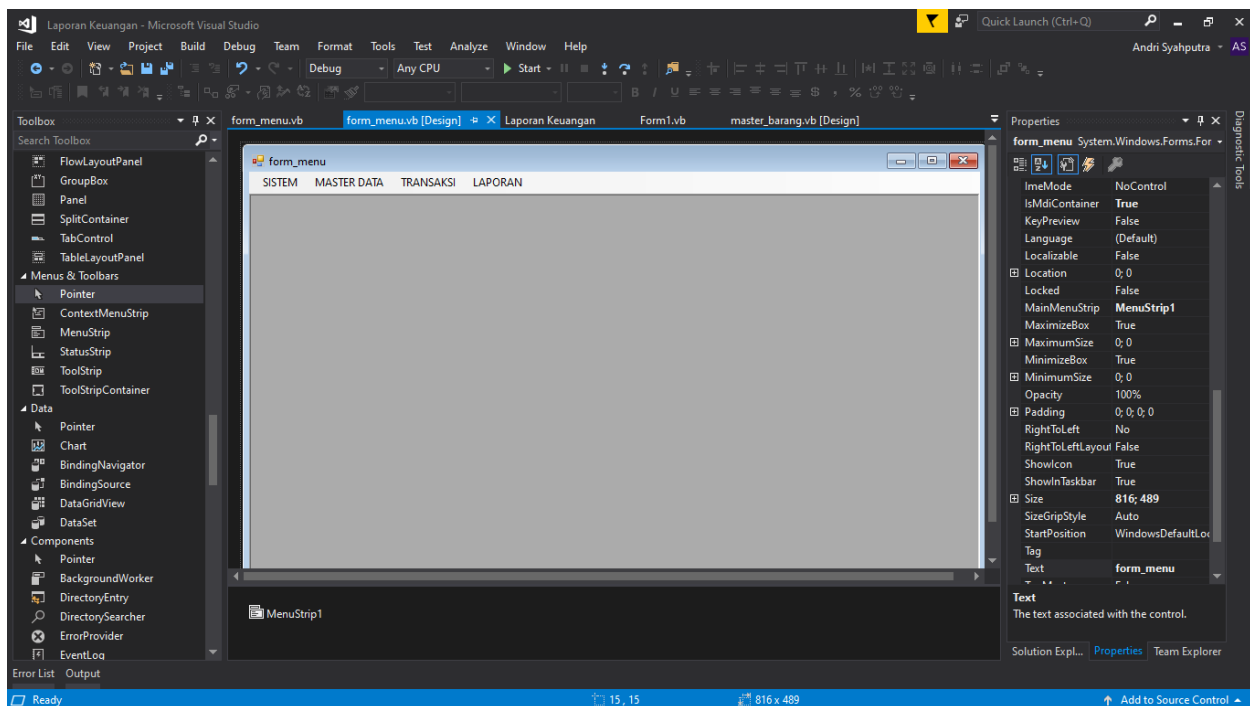 Laporan Keuangan - Microsoft Visual Studio
Quick Launch (Ctrl+Q)
File Edit View Project Build Debug Team Format Tools Test Analyze Window Help
Andri Syahputra AS
Debug Any CPU Start
B I U
Toolbox
form_menu.vb form_menu.vb [Design] Laporan Keuangan Form1.vb master_barang.vb [Design]
Properties
Diagnostic Tools
Search Toolbox
FlowLayoutPanel
GroupBox
Panel
SplitContainer
TabControl
TableLayoutPanel
Menus & Toolbars
Pointer
ContextMenuStrip
MenuStrip
StatusStrip
ToolStrip
ToolStripContainer
Data
Pointer
Chart
BindingNavigator
BindingSource
DataGridView
DataSet
Components
Pointer
BackgroundWorker
DirectoryEntry
DirectorySearcher
ErrorProvider
EventLog
form_menu
SISTEM MASTER DATA TRANSAKSI LAPORAN
MenuStrip1
form_menu System.Windows.Forms.For
ImeMode NoControl
IsMdiContainer True
KeyPreview False
Language (Default)
Localizable False
Location 0; 0
Locked False
MainMenuStrip MenuStrip1
MaximizeBox True
MaximumSize 0; 0
MinimizeBox True
MinimumSize 0; 0
Opacity 100%
Padding 0; 0; 0; 0
RightToLeft No
RightToLeftLayout False
ShowIcon True
ShowInTaskbar True
Size 816; 489
SizeGripStyle Auto
StartPosition WindowsDefaultLoc
Tag
Text form_menu
Text
The text associated with the control.
Solution Expl... Properties Team Explorer
Error List Output
Ready 15 , 15 816 x 489 Add to Source Control